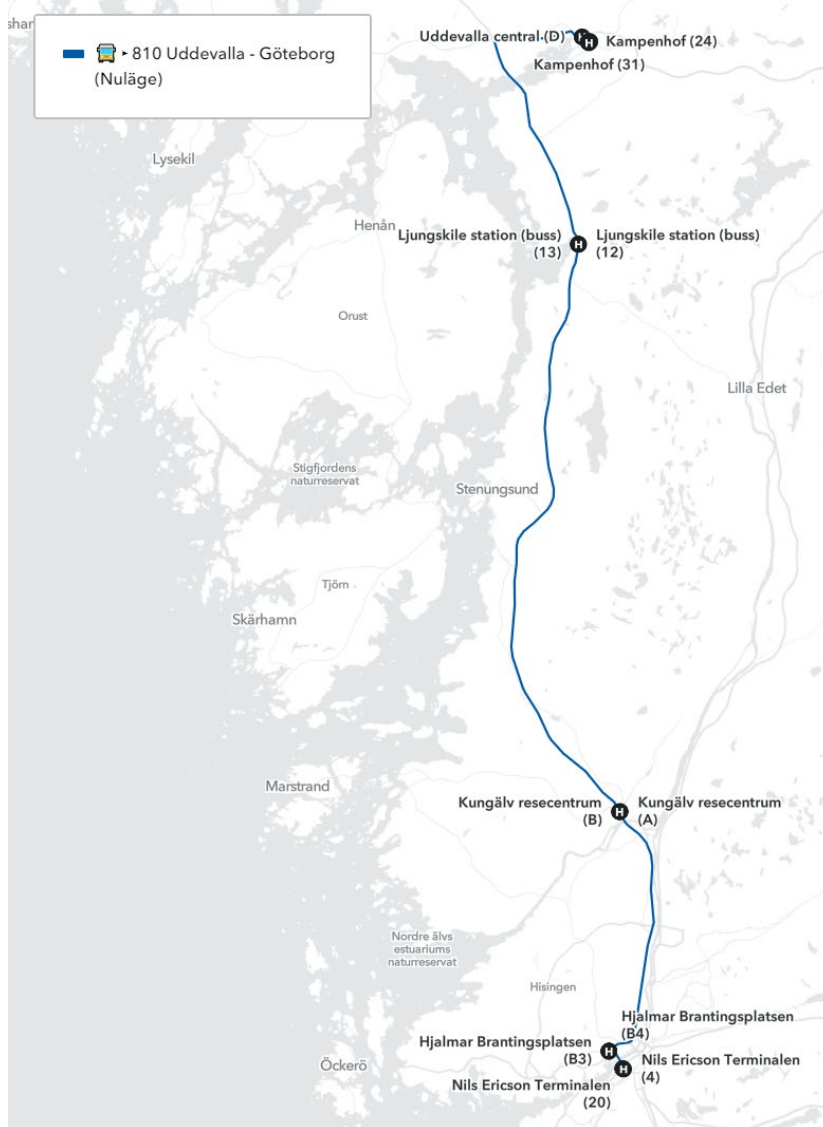 shar
810 Uddevalla - Göteborg
(Nuläge)
Uddevalla central (D)
H
Kampenhof (24)
Kampenhof (31)
Lysekil
Henån
Ljungskile station (buss)
(13)
H
Ljungskile station (buss)
(12)
Orust
Lilla Edet
Stigfjordens
naturreservat
Stenungsund
Tjörn
Skärhamn
Marstrand
Kungälv resecentrum
(B)
H
Kungälv resecentrum
(A)
Nordre älvs
estuariums
naturreservat
Hisingen
Hjalmar Brantingsplatsen
(B4)
Hjalmar Brantingsplatsen
(B3)
H
Nils Ericson Terminalen
(4)
H
Nils Ericson Terminalen
(20)
Öckerö